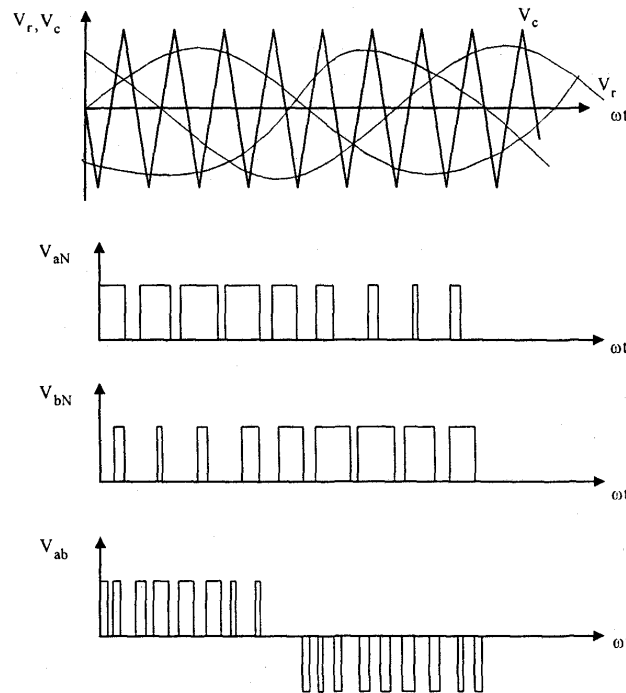 V_r, V_c
V_c
V_r
ωt
V_aN
ωt
V_bN
ωt
V_ab
ω